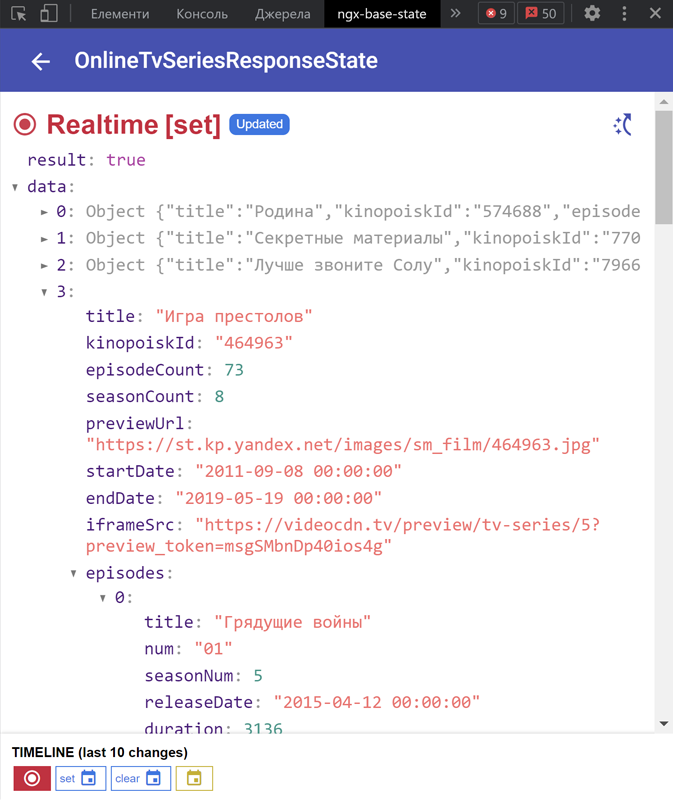 Елементи Консоль Джерела ngx-base-state 9 50
OnlineTvSeriesResponseState
Realtime [set] Updated
result: true
data:
0: Object {"title":"Родина","kinopoiskId":"574688","episode
1: Object {"title":"Секретные материалы","kinopoiskId":"770
2: Object {"title":"Лучше звоните Солу","kinopoiskId":"7966
3:
title: "Игра престолов"
kinopoiskId: "464963"
episodeCount: 73
seasonCount: 8
previewUrl:
"https://st.kp.yandex.net/images/sm_film/464963.jpg"
startDate: "2011-09-08 00:00:00"
endDate: "2019-05-19 00:00:00"
iframeSrc: "https://videocdn.tv/preview/tv-series/5?
preview_token=msgSMbnDp40ios4g"
episodes:
0:
title: "Грядущие войны"
num: "01"
seasonNum: 5
releaseDate: "2015-04-12 00:00:00"
duration: 3136
TIMELINE (last 10 changes)
set clear